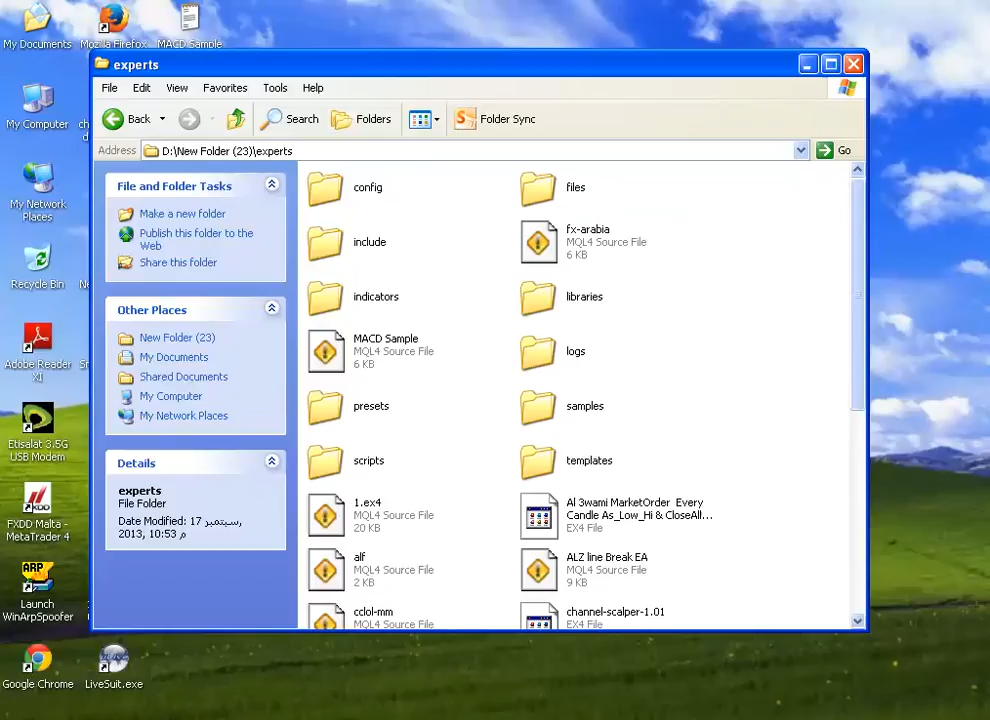 My Documents
Mozilla Firefox
MACD Sample
experts
File Edit View Favorites Tools Help
Back
Search
Folders
Folder Sync
Address
D:\New Folder (23)\experts
Go
My Computer
My Network
Places
Recycle Bin
Adobe Reader
XI
Etisalat 3.5G
USB Modem
FXDD Malta -
MetaTrader 4
Launch
WinArpSpoofer
Google Chrome
LiveSuit.exe
File and Folder Tasks
Make a new folder
Publish this folder to the
Web
Share this folder
Other Places
New Folder (23)
My Documents
Shared Documents
My Computer
My Network Places
Details
experts
File Folder
Date Modified: 17 سبتمبر,
2013, 10:53 م
config
files
include
fx-arabia
MQL4 Source File
6 KB
indicators
libraries
MACD Sample
MQL4 Source File
6 KB
logs
presets
samples
scripts
templates
1.ex4
MQL4 Source File
20 KB
Al 3wami MarketOrder Every
Candle As_Low_Hi & CloseAll...
EX4 File
alf
MQL4 Source File
2 KB
ALZ line Break EA
MQL4 Source File
9 KB
cclol-mm
MQL4 Source File
channel-scalper-1.01
EX4 File